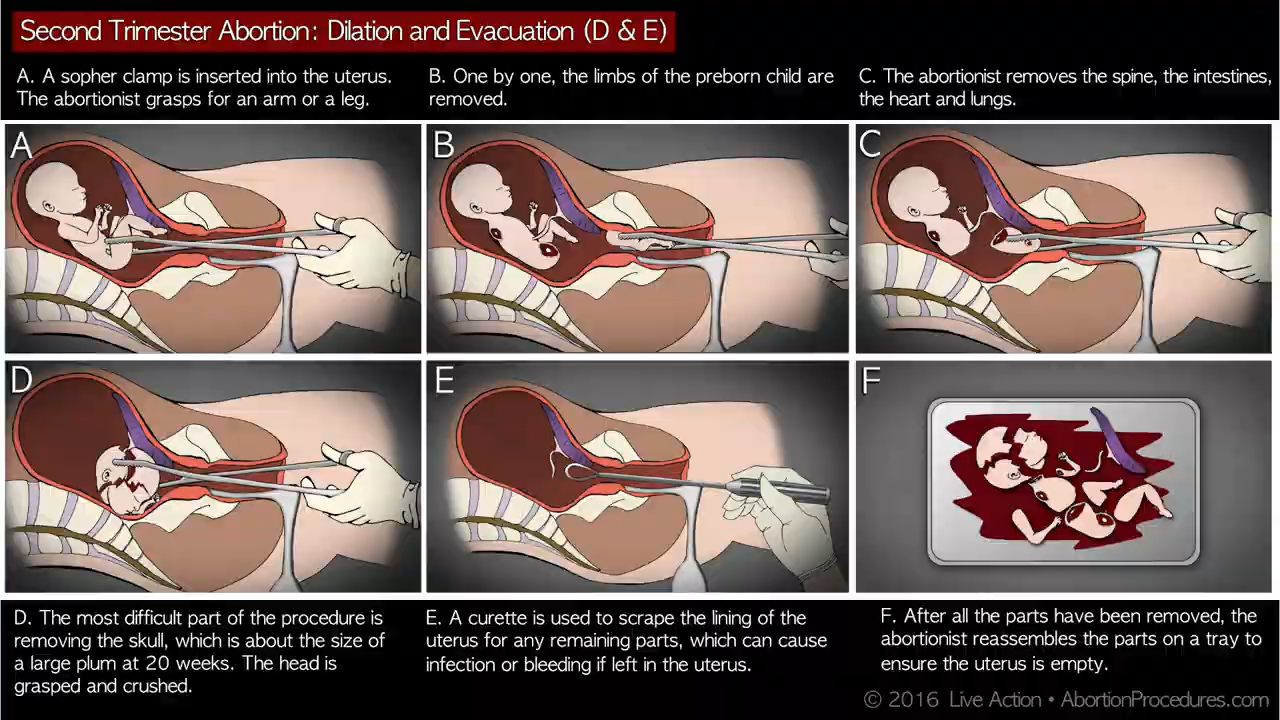 Second Trimester Abortion: Dilation and Evacuation (D & E)
A. A sopher clamp is inserted into the uterus.
The abortionist grasps for an arm or a leg.
B. One by one, the limbs of the preborn child are
removed.
C. The abortionist removes the spine, the intestines,
the heart and lungs.
A
B
C
D
E
F
D. The most difficult part of the procedure is
removing the skull, which is about the size of
a large plum at 20 weeks. The head is
grasped and crushed.
E. A curette is used to scrape the lining of the
uterus for any remaining parts, which can cause
infection or bleeding if left in the uterus.
F. After all the parts have been removed, the
abortionist reassembles the parts on a tray to
ensure the uterus is empty.
© 2016 Live Action • AbortionProcedures.com